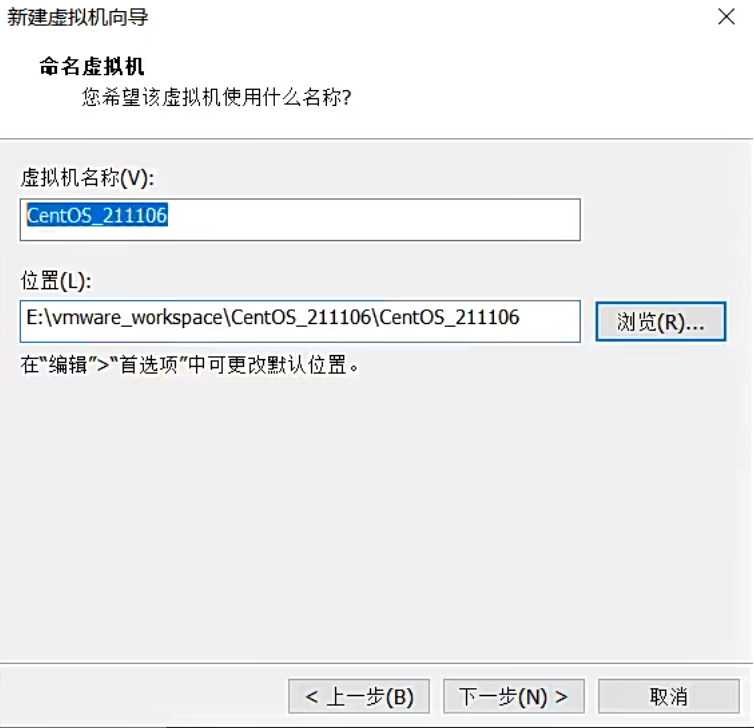 新建虚拟机向导
命名虚拟机
您希望该虚拟机使用什么名称?
虚拟机名称(V):
CentOS_211106
位置(L):
E:\vmware_workspace\CentOS_211106\CentOS_211106
浏览(R)...
在“编辑”>“首选项”中可更改默认位置。
< 上一步(B)
下一步(N) >
取消